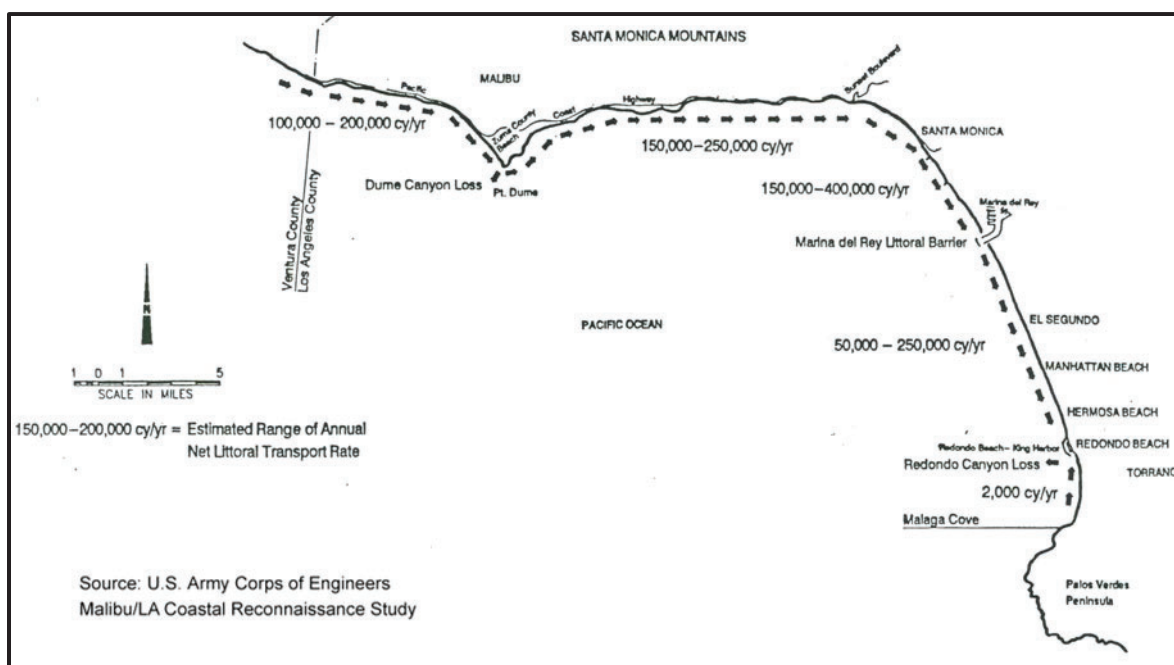 SANTA MONICA MOUNTAINS
MALIBU
Pacific
Coast
Highway
Sunset Boulevard
Zuma County
Beach
100,000 – 200,000 cy/yr
150,000–250,000 cy/yr
SANTA MONICA
Dume Canyon Loss
Pt. Dume
150,000–400,000 cy/yr
Marina del Rey
Marina del Rey Littoral Barrier
Ventura County
Los Angeles County
N
PACIFIC OCEAN
EL SEGUNDO
50,000 – 250,000 cy/yr
MANHATTAN BEACH
1 0 1 5
SCALE IN MILES
HERMOSA BEACH
150,000–200,000 cy/yr = Estimated Range of Annual
Net Littoral Transport Rate
Redondo Beach– King Harbor
REDONDO BEACH
Redondo Canyon Loss
TORRANC
2,000 cy/yr
Malaga Cove
Source: U.S. Army Corps of Engineers
Malibu/LA Coastal Reconnaissance Study
Palos Verdes
Peninsula